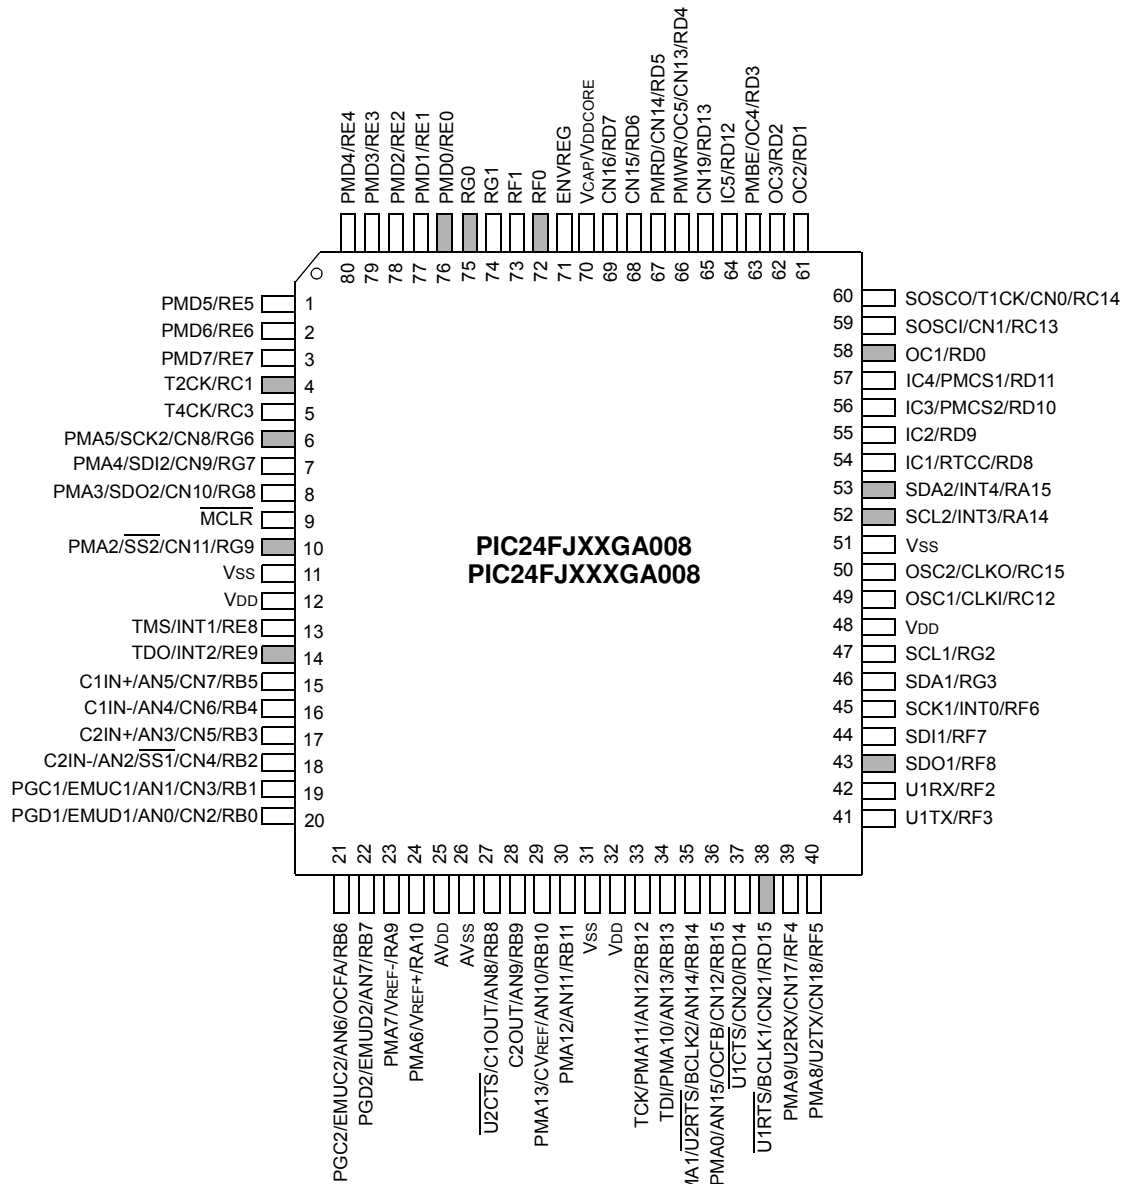 PMD4/RE4
PMD3/RE3
PMD2/RE2
PMD1/RE1
PMD0/RE0
RG0
RG1
RF1
RF0
ENVREG
VCAP/VDDCORE
CN16/RD7
CN15/RD6
PMRD/CN14/RD5
PMWR/OC5/CN13/RD4
CN19/RD13
IC5/RD12
PMBE/OC4/RD3
OC3/RD2
OC2/RD1
80 79 78 77 76 75 74 73 72 71 70 69 68 67 66 65 64 63 62 61
PMD5/RE5 1
PMD6/RE6 2
PMD7/RE7 3
T2CK/RC1 4
T4CK/RC3 5
PMA5/SCK2/CN8/RG6 6
PMA4/SDI2/CN9/RG7 7
PMA3/SDO2/CN10/RG8 8
MCLR 9
PMA2/SS2/CN11/RG9 10
VSS 11
VDD 12
TMS/INT1/RE8 13
TDO/INT2/RE9 14
C1IN+/AN5/CN7/RB5 15
C1IN-/AN4/CN6/RB4 16
C2IN+/AN3/CN5/RB3 17
C2IN-/AN2/SS1/CN4/RB2 18
PGC1/EMUC1/AN1/CN3/RB1 19
PGD1/EMUD1/AN0/CN2/RB0 20
PIC24FJXXGA008
PIC24FJXXXGA008
60 SOSCO/T1CK/CN0/RC14
59 SOSCI/CN1/RC13
58 OC1/RD0
57 IC4/PMCS1/RD11
56 IC3/PMCS2/RD10
55 IC2/RD9
54 IC1/RTCC/RD8
53 SDA2/INT4/RA15
52 SCL2/INT3/RA14
51 VSS
50 OSC2/CLKO/RC15
49 OSC1/CLKI/RC12
48 VDD
47 SCL1/RG2
46 SDA1/RG3
45 SCK1/INT0/RF6
44 SDI1/RF7
43 SDO1/RF8
42 U1RX/RF2
41 U1TX/RF3
21 22 23 24 25 26 27 28 29 30 31 32 33 34 35 36 37 38 39 40
PGC2/EMUC2/AN6/OCFA/RB6
PGD2/EMUD2/AN7/RB7
PMA7/VREF-/RA9
PMA6/VREF+/RA10
AVDD
AVSS
U2CTS/C1OUT/AN8/RB8
C2OUT/AN9/RB9
PMA13/CVREF/AN10/RB10
PMA12/AN11/RB11
VSS
VDD
TCK/PMA11/AN12/RB12
TDI/PMA10/AN13/RB13
MA1/U2RTS/BCLK2/AN14/RB14
PMA0/AN15/OCFB/CN12/RB15
U1CTS/CN20/RD14
U1RTS/BCLK1/CN21/RD15
PMA9/U2RX/CN17/RF4
PMA8/U2TX/CN18/RF5